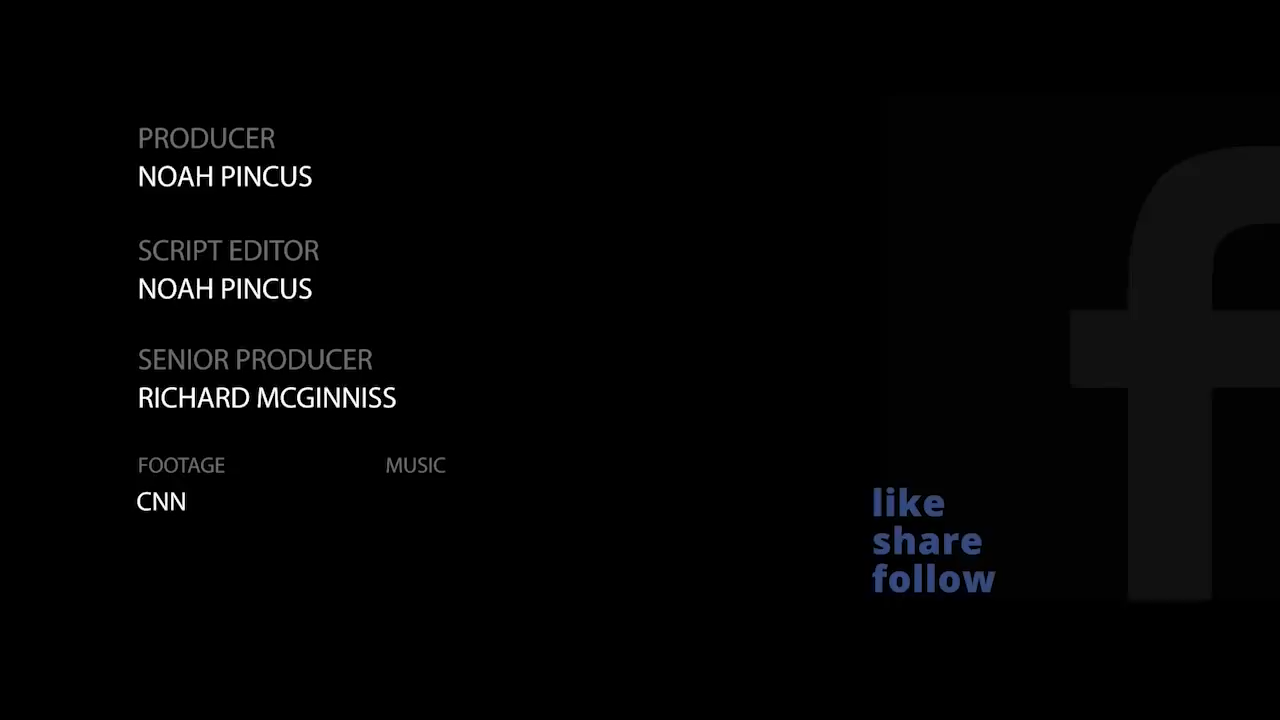 PRODUCER
NOAH PINCUS
SCRIPT EDITOR
NOAH PINCUS
SENIOR PRODUCER
RICHARD MCGINNISS
FOOTAGE
MUSIC
CNN
like
share
follow
f